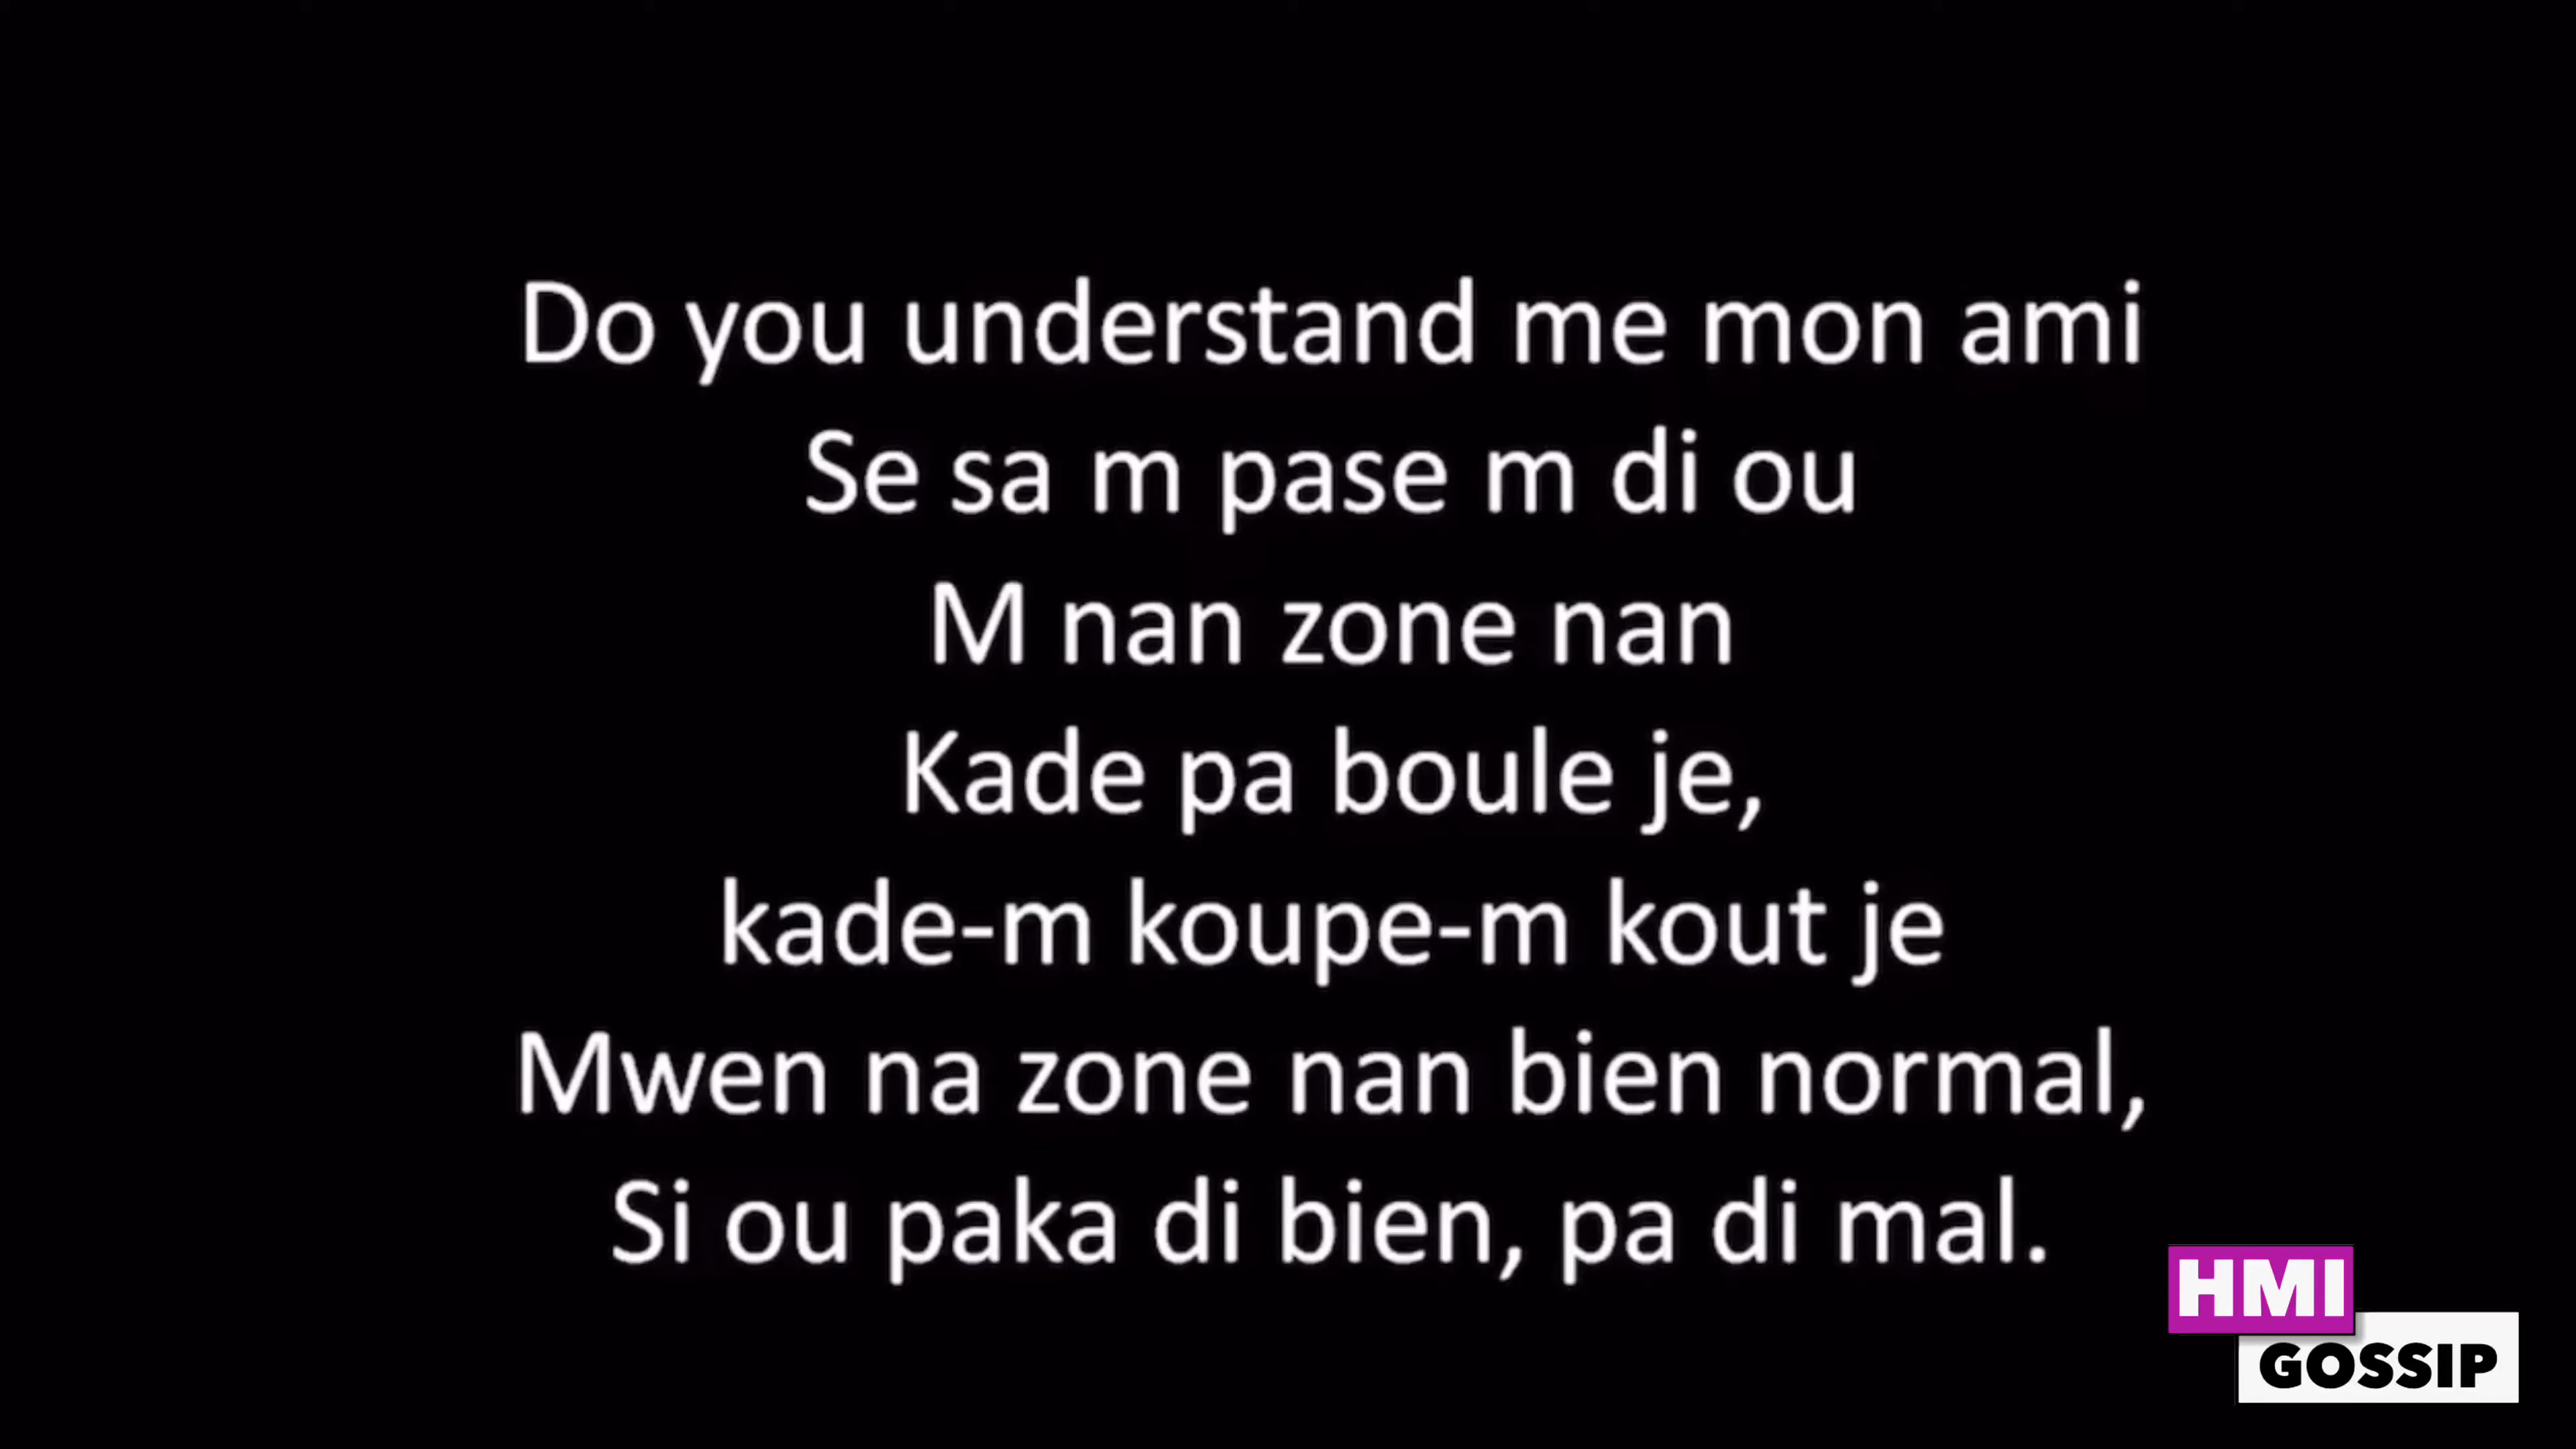 Do you understand me mon ami
Se sa m pase m di ou
M nan zone nan
Kade pa boule je,
kade-m koupe-m kout je
Mwen na zone nan bien normal,
Si ou paka di bien, pa di mal.
HMI
GOSSIP